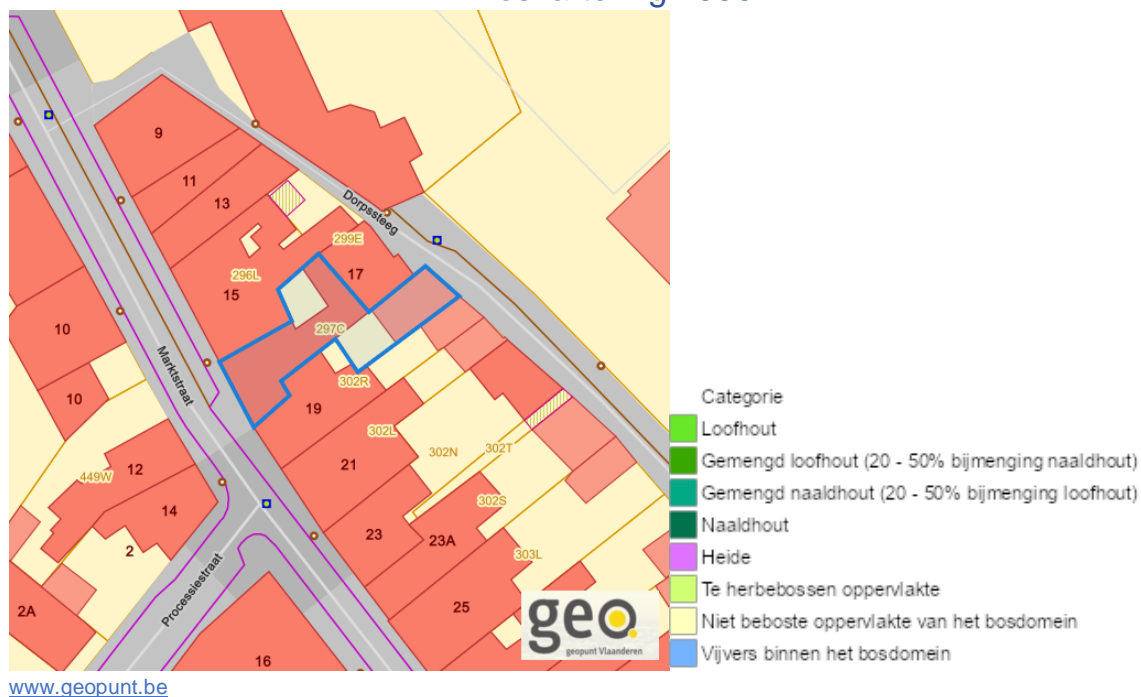 9
11
13
Dorpssteeg
299E
17
296L
15
297C
10
Marktstraat
302R
10
19
302L
12
449W
21
302N
302T
14
302S
23
23A
2
303L
Processiestraat
25
2A
16
geo
geopunt Vlaanderen
Categorie
Loofhout
Gemengd loofhout (20 - 50% bijmenging naaldhout)
Gemengd naaldhout (20 - 50% bijmenging loofhout)
Naaldhout
Heide
Te herbebossen oppervlakte
Niet beboste oppervlakte van het bosdomein
Vijvers binnen het bosdomein
www.geopunt.be